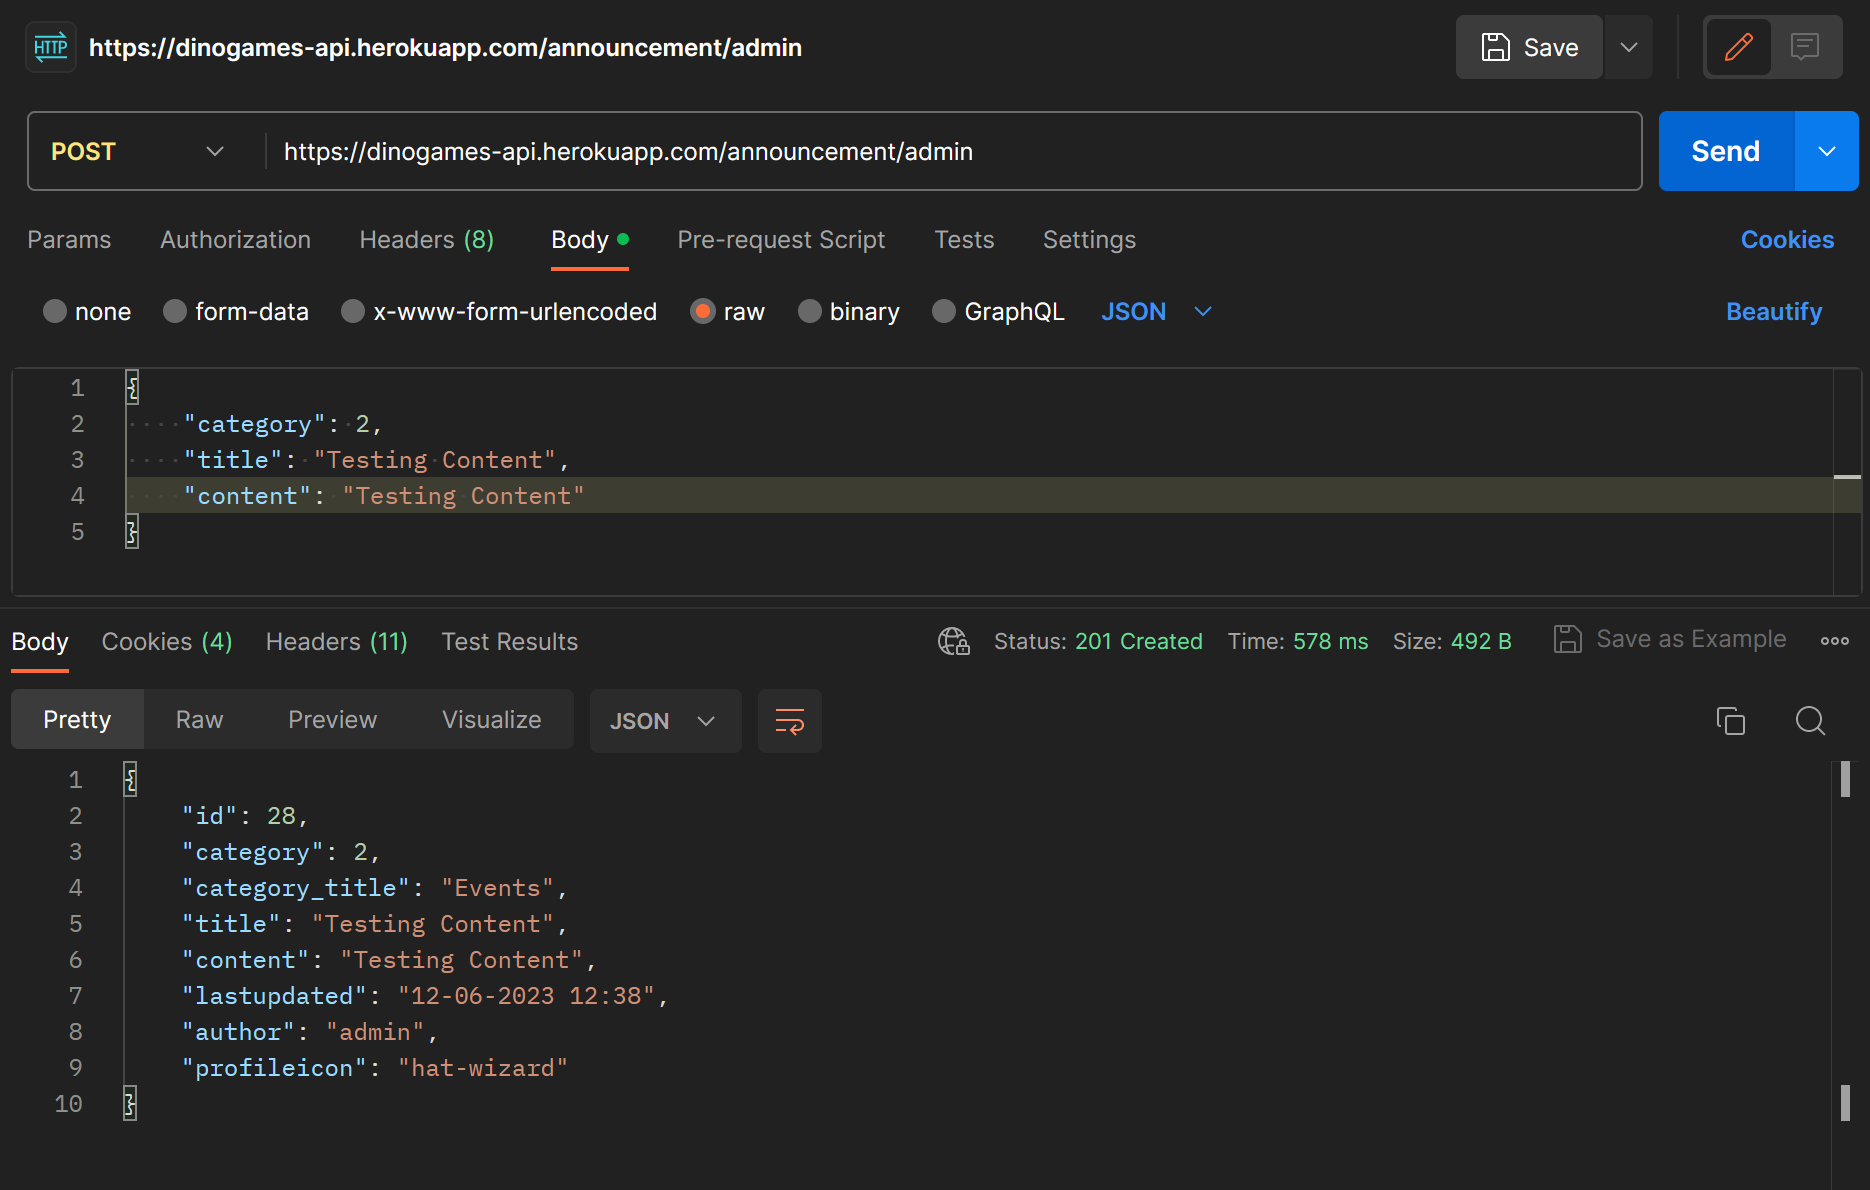 HTTP https://dinogames-api.herokuapp.com/announcement/admin Save
POST https://dinogames-api.herokuapp.com/announcement/admin Send
Params Authorization Headers (8) Body Pre-request Script Tests Settings Cookies
none form-data x-www-form-urlencoded raw binary GraphQL JSON Beautify
1 {
2 "category": 2,
3 "title": "Testing Content",
4 "content": "Testing Content"
5 }
Body Cookies (4) Headers (11) Test Results Status: 201 Created Time: 578 ms Size: 492 B Save as Example
Pretty Raw Preview Visualize JSON
1 {
2 "id": 28,
3 "category": 2,
4 "category_title": "Events",
5 "title": "Testing Content",
6 "content": "Testing Content",
7 "lastupdated": "12-06-2023 12:38",
8 "author": "admin",
9 "profileicon": "hat-wizard"
10 }